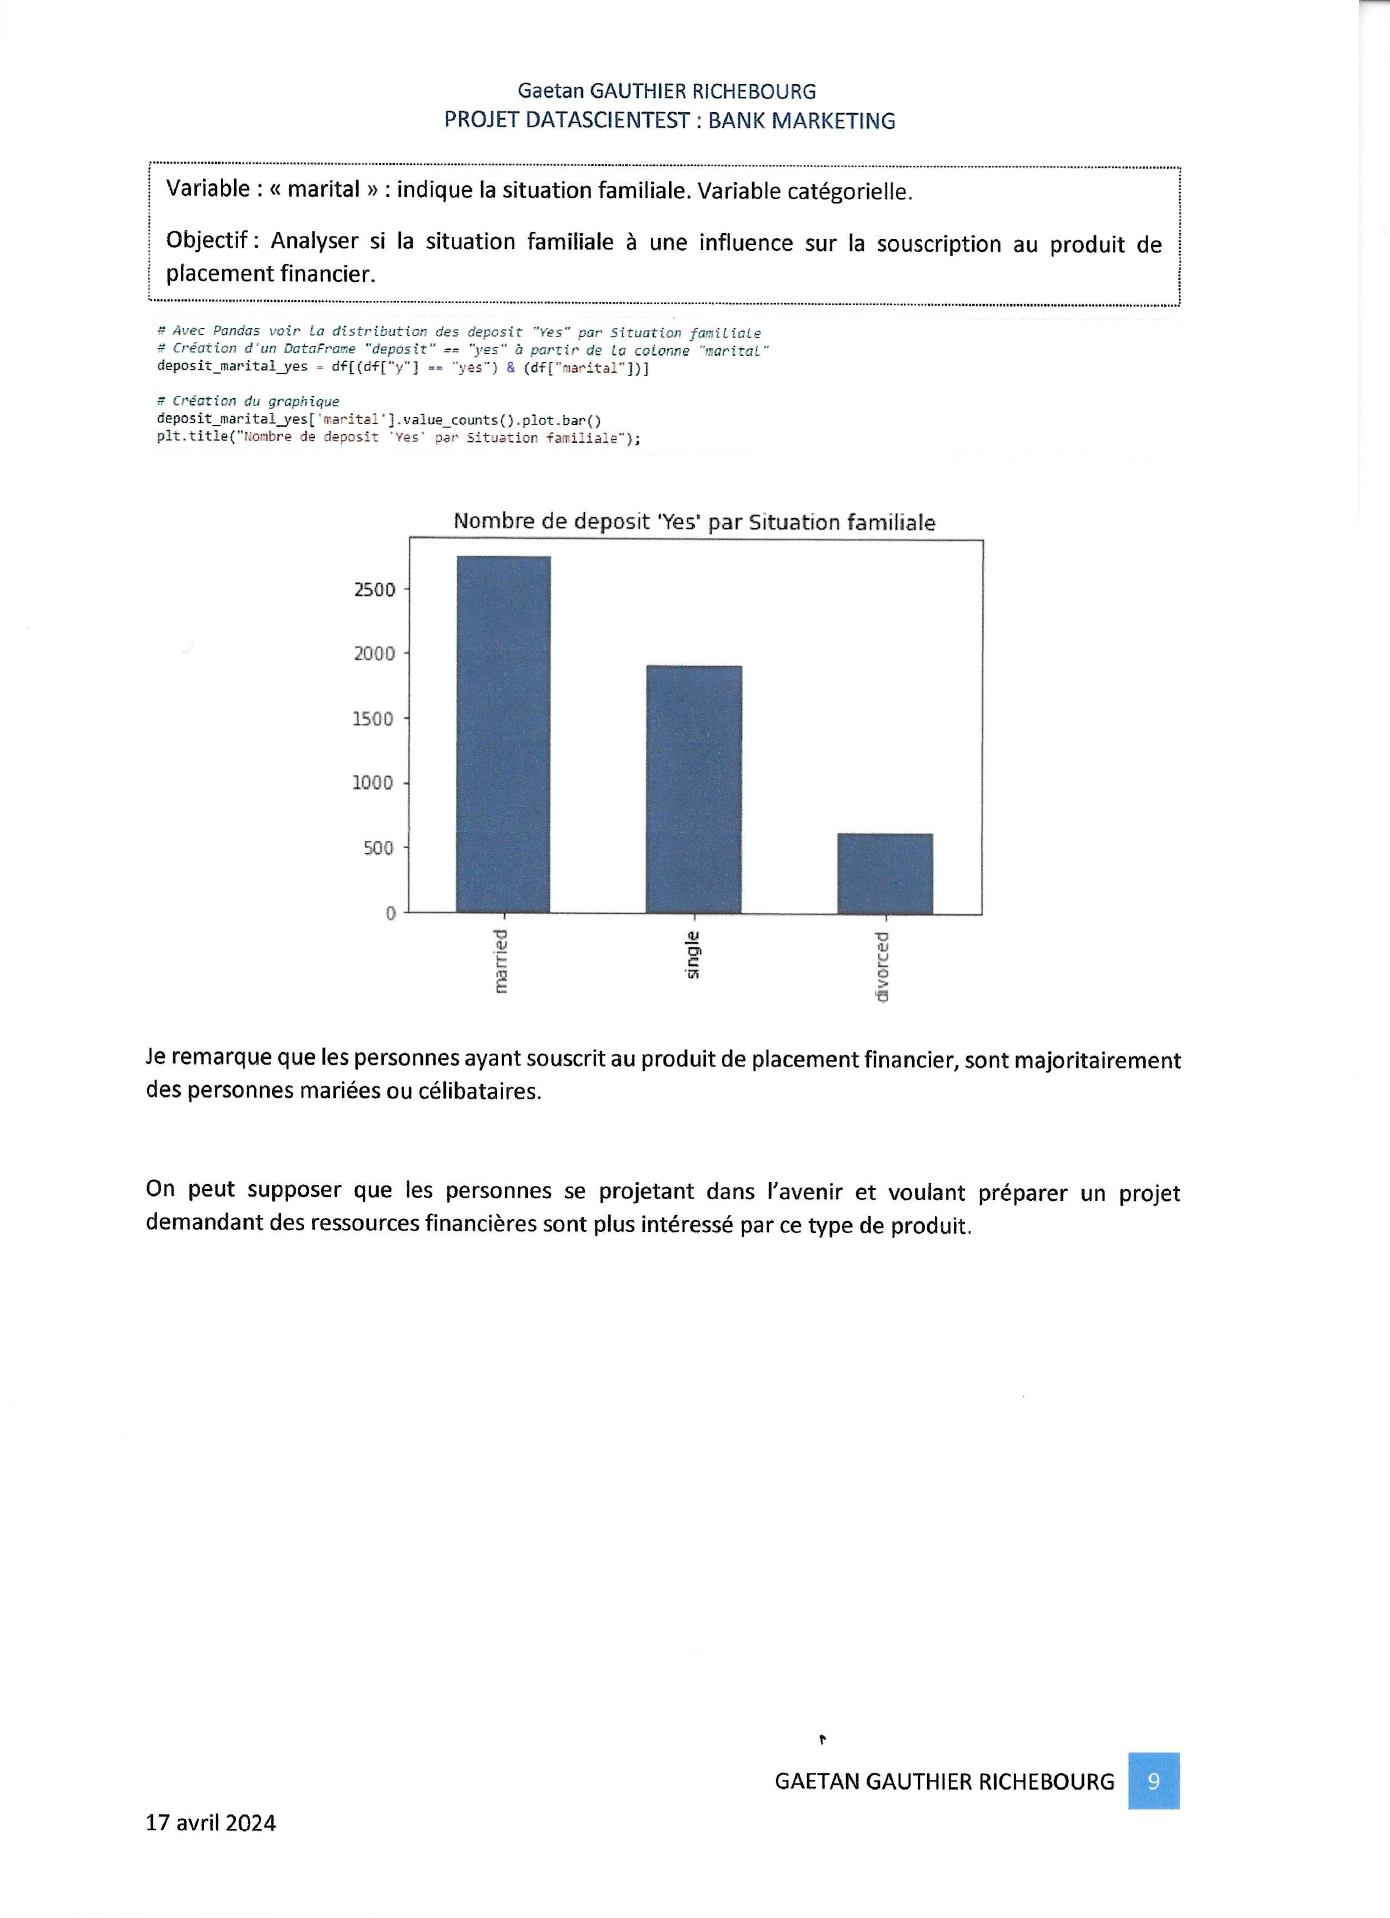 Gaetan GAUTHIER RICHEBOURG
PROJET DATASCIENTEST : BANK MARKETING
Variable : « marital » : indique la situation familiale. Variable catégorielle.
Objectif : Analyser si la situation familiale à une influence sur la souscription au produit de
placement financier.
# Avec Pandas voir la distribution des deposit "Yes" par Situation familiale
# Création d'un DataFrame "deposit" == "yes" à partir de la colonne "marital"
deposit_marital_yes = df[(df["y"] == "yes") & (df["marital"])]
# Création du graphique
deposit_marital_yes['marital'].value_counts().plot.bar()
plt.title("Nombre de deposit 'Yes' par Situation familiale");
Nombre de deposit 'Yes' par Situation familiale
2500
2000
1500
1000
500
0
married
single
divorced
Je remarque que les personnes ayant souscrit au produit de placement financier, sont majoritairement
des personnes mariées ou célibataires.
On peut supposer que les personnes se projetant dans l'avenir et voulant préparer un projet
demandant des ressources financières sont plus intéressé par ce type de produit.
GAETAN GAUTHIER RICHEBOURG 9
17 avril 2024